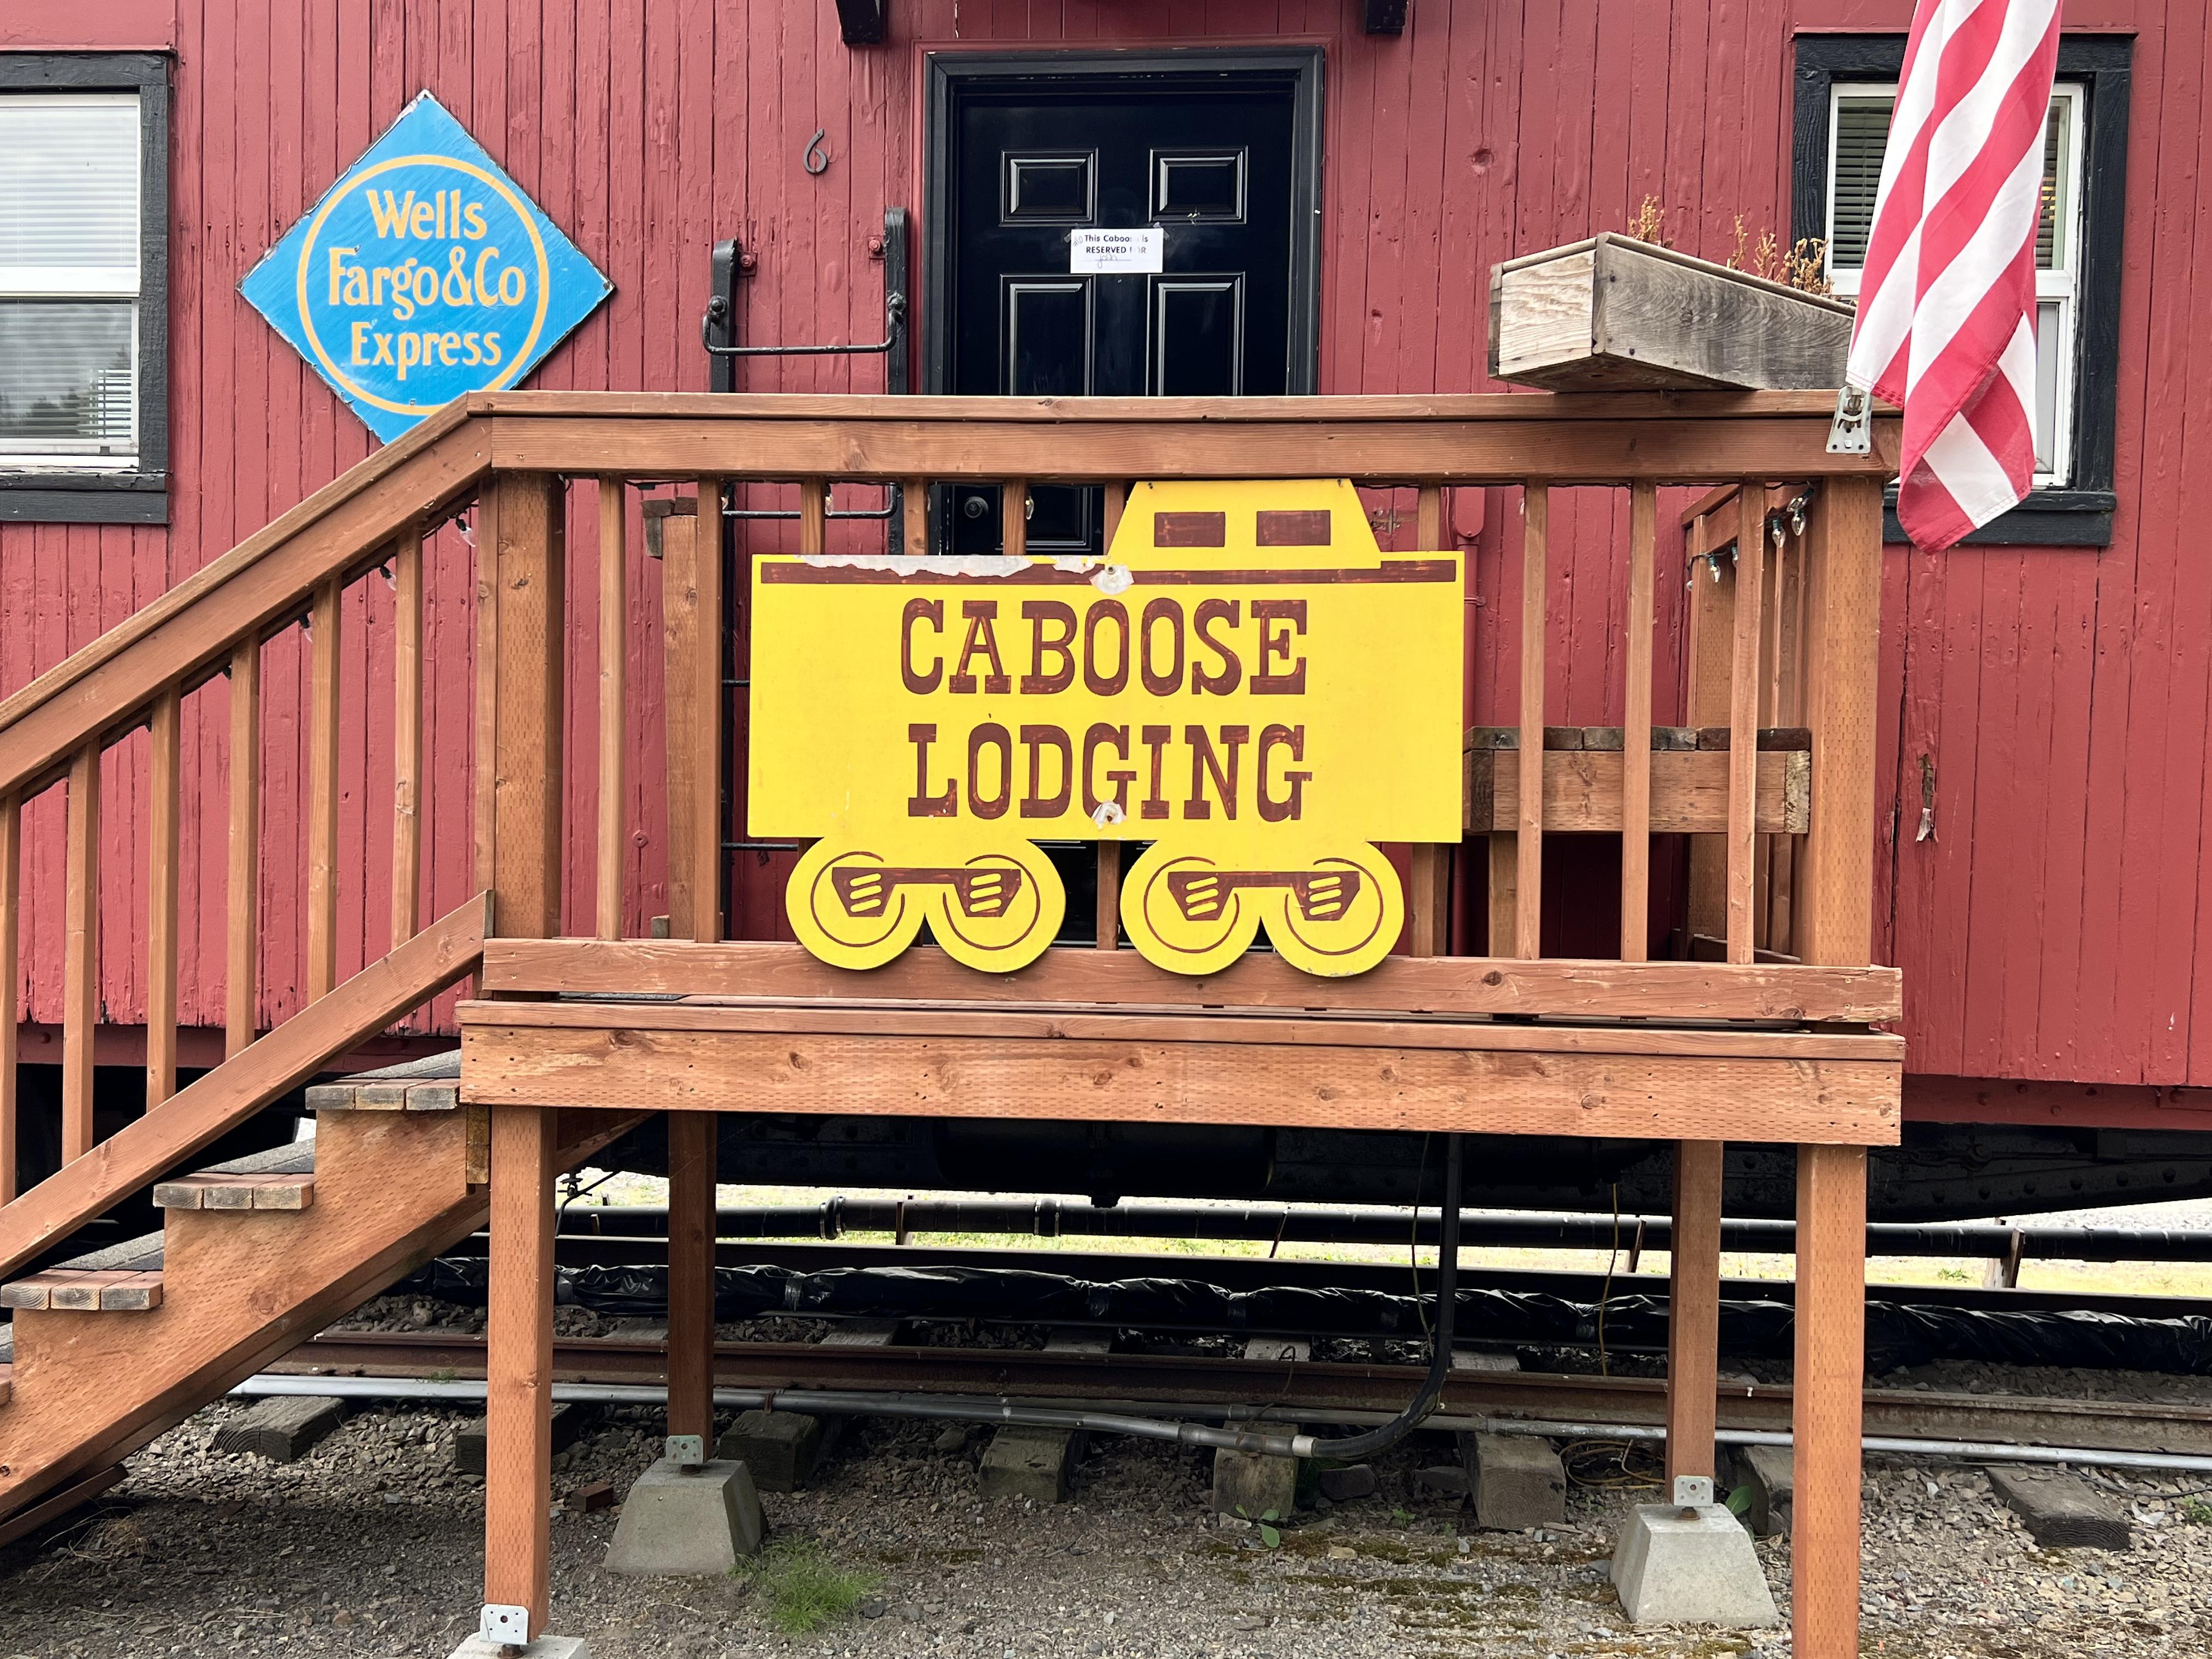 Wells
Fargo&Co
Express
6
This Caboose is
RESERVED FOR
CABOOSE
LODGING